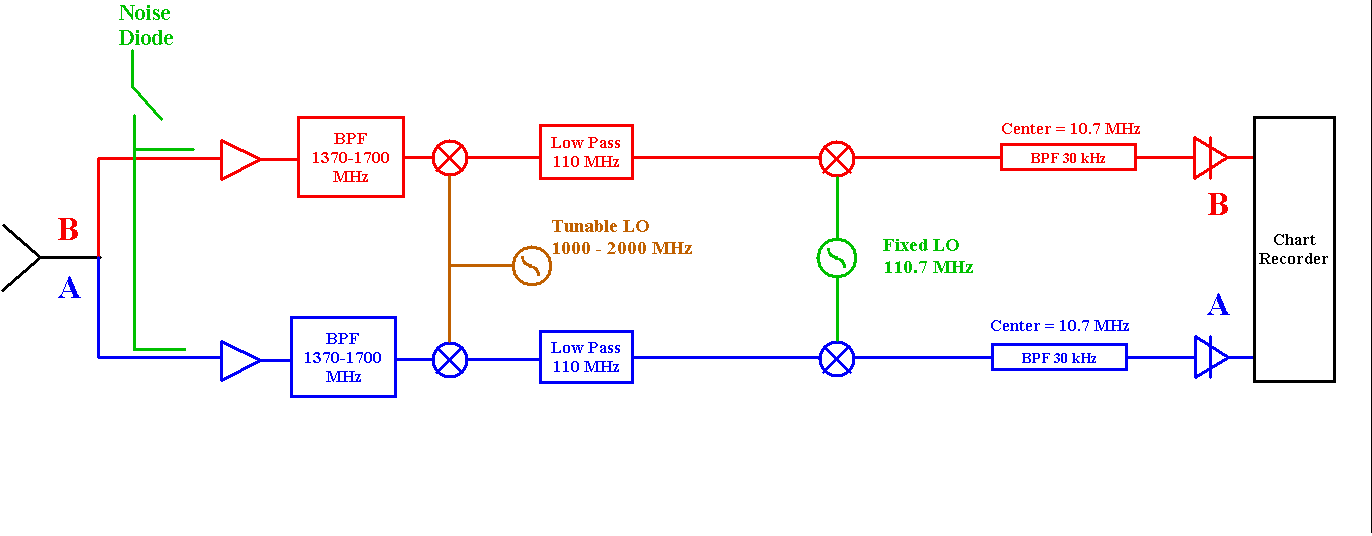 Noise
Diode
BPF
1370-1700
MHz
Low Pass
110 MHz
Center = 10.7 MHz
BPF 30 kHz
B
B
Tunable LO
1000 - 2000 MHz
Fixed LO
110.7 MHz
Chart
Recorder
A
A
BPF
1370-1700
MHz
Low Pass
110 MHz
Center = 10.7 MHz
BPF 30 kHz